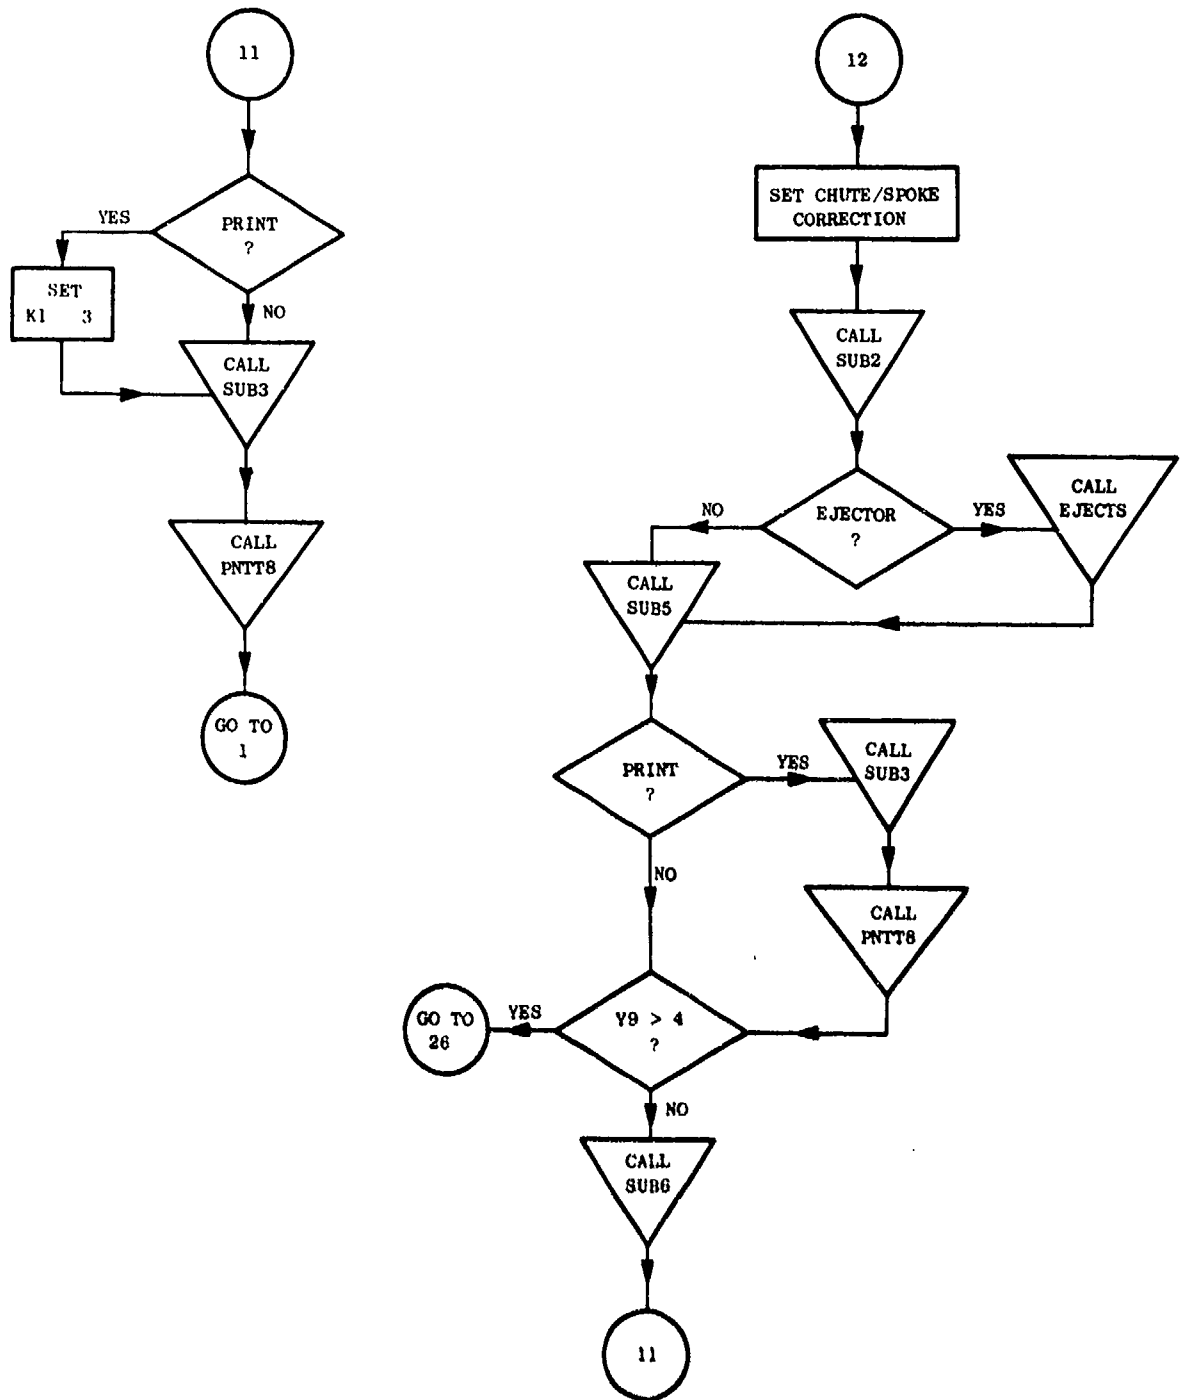 11
PRINT
?
YES
SET
K1 3
NO
CALL
SUB3
CALL
PNTT8
GO TO
1
12
SET CHUTE/SPOKE
CORRECTION
CALL
SUB2
EJECTOR
?
NO
YES
CALL
EJECTS
CALL
SUB5
PRINT
?
YES
CALL
SUB3
NO
CALL
PNTT8
Y9 > 4
?
YES
GO TO
26
NO
CALL
SUB6
11